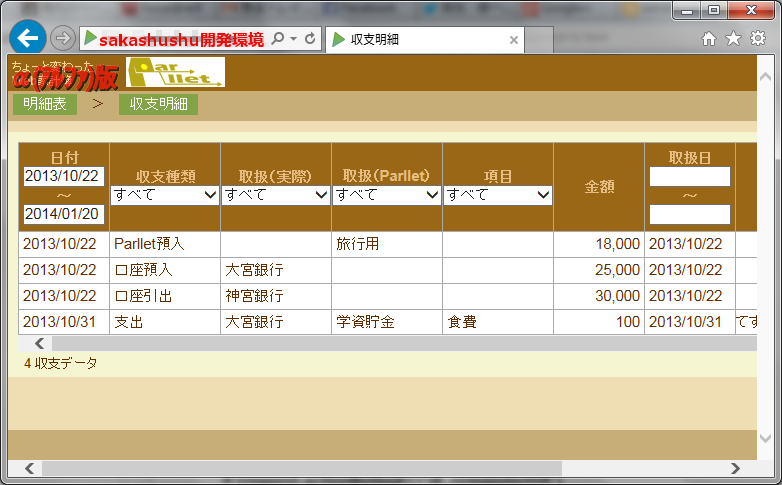 sakashushu開発環境
収支明細
ちょっと変わった
α(ｱﾙﾌｧ)版
Parllet
明細表 > 収支明細
日付 収支種類 取扱(実際) 取扱(Parllet) 項目 金額 取扱日
2013/10/22 ～ 2014/01/20 すべて すべて すべて すべて ～
2013/10/22 Parllet預入 旅行用 18,000 2013/10/22
2013/10/22 口座預入 大宮銀行 25,000 2013/10/22
2013/10/22 口座引出 神宮銀行 30,000 2013/10/22
2013/10/31 支出 大宮銀行 学資貯金 食費 100 2013/10/31 てす
4 収支データ